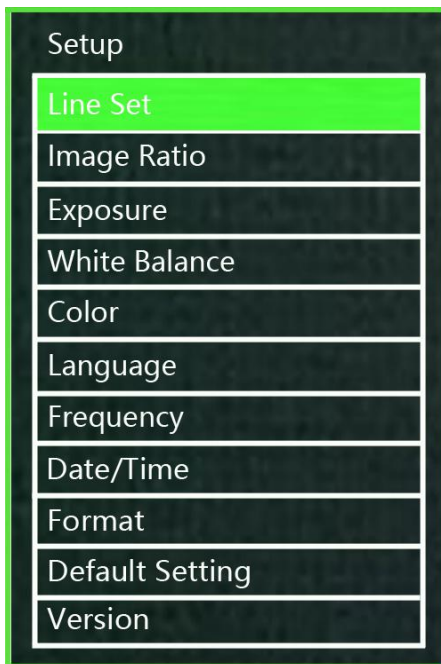 Setup
Line Set
Image Ratio
Exposure
White Balance
Color
Language
Frequency
Date/Time
Format
Default Setting
Version